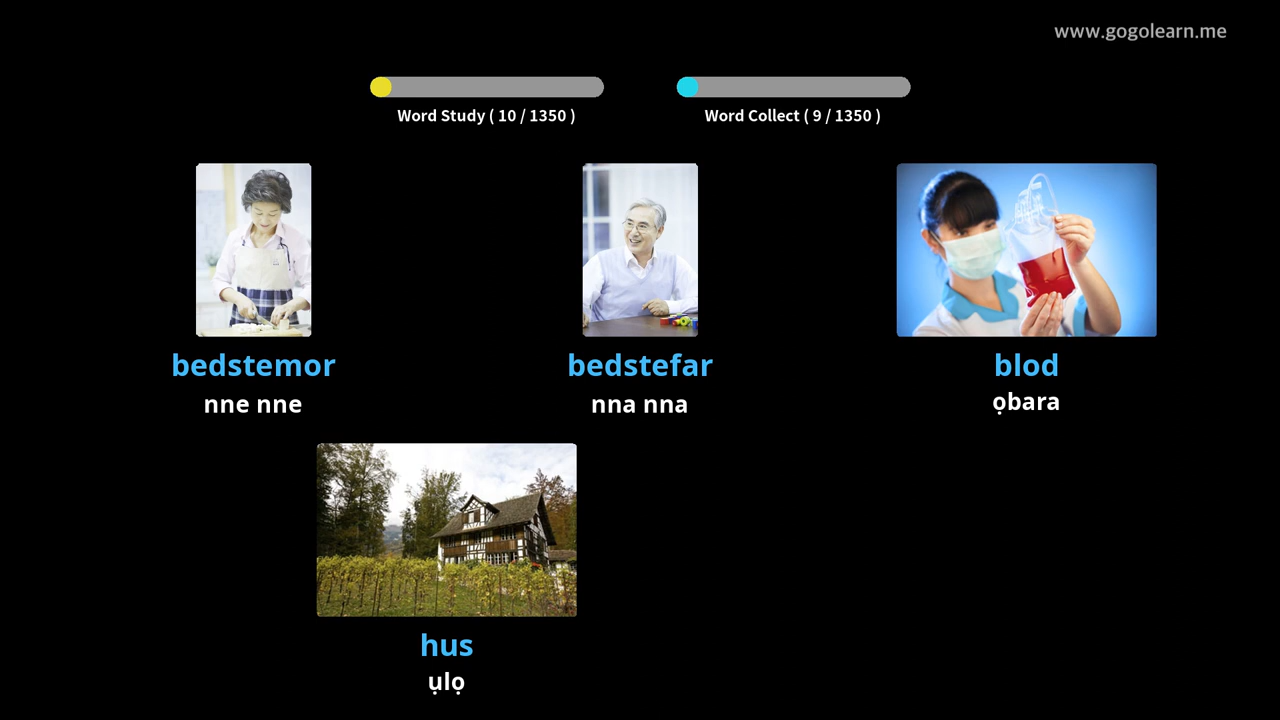 www.gogolearn.me
Word Study ( 10 / 1350 )
Word Collect ( 9 / 1350 )
bedstemor
nne nne
bedstefar
nna nna
blod
ọbara
hus
ụlọ